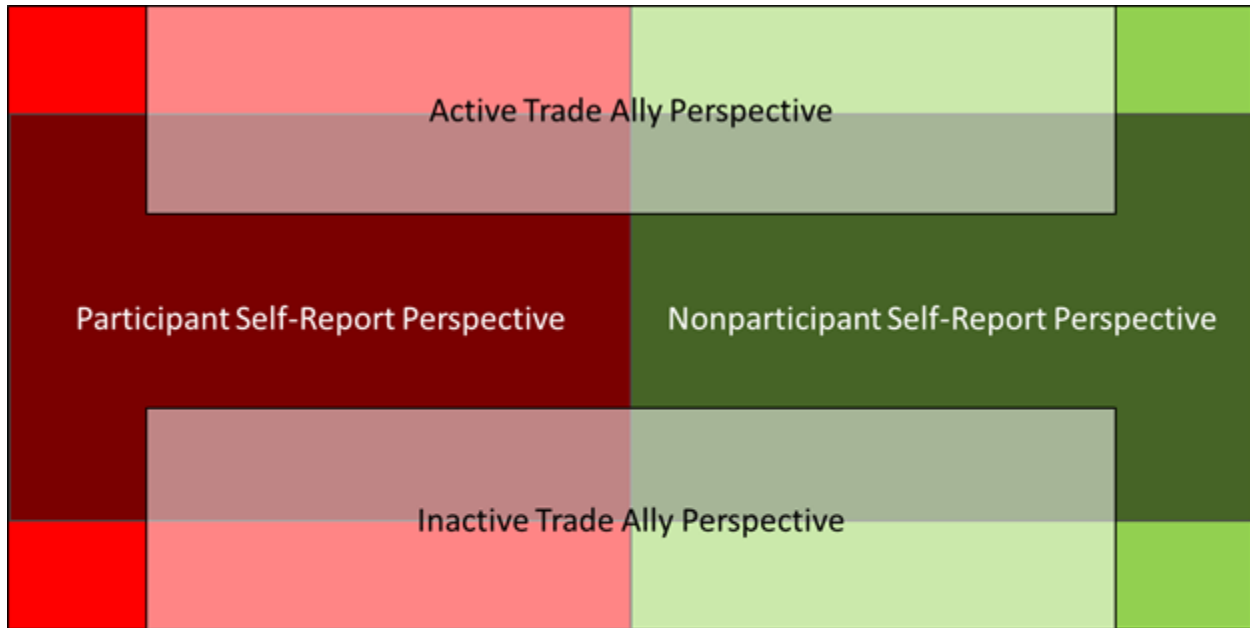 Active Trade Ally Perspective
Participant Self-Report Perspective
Nonparticipant Self-Report Perspective
Inactive Trade Ally Perspective